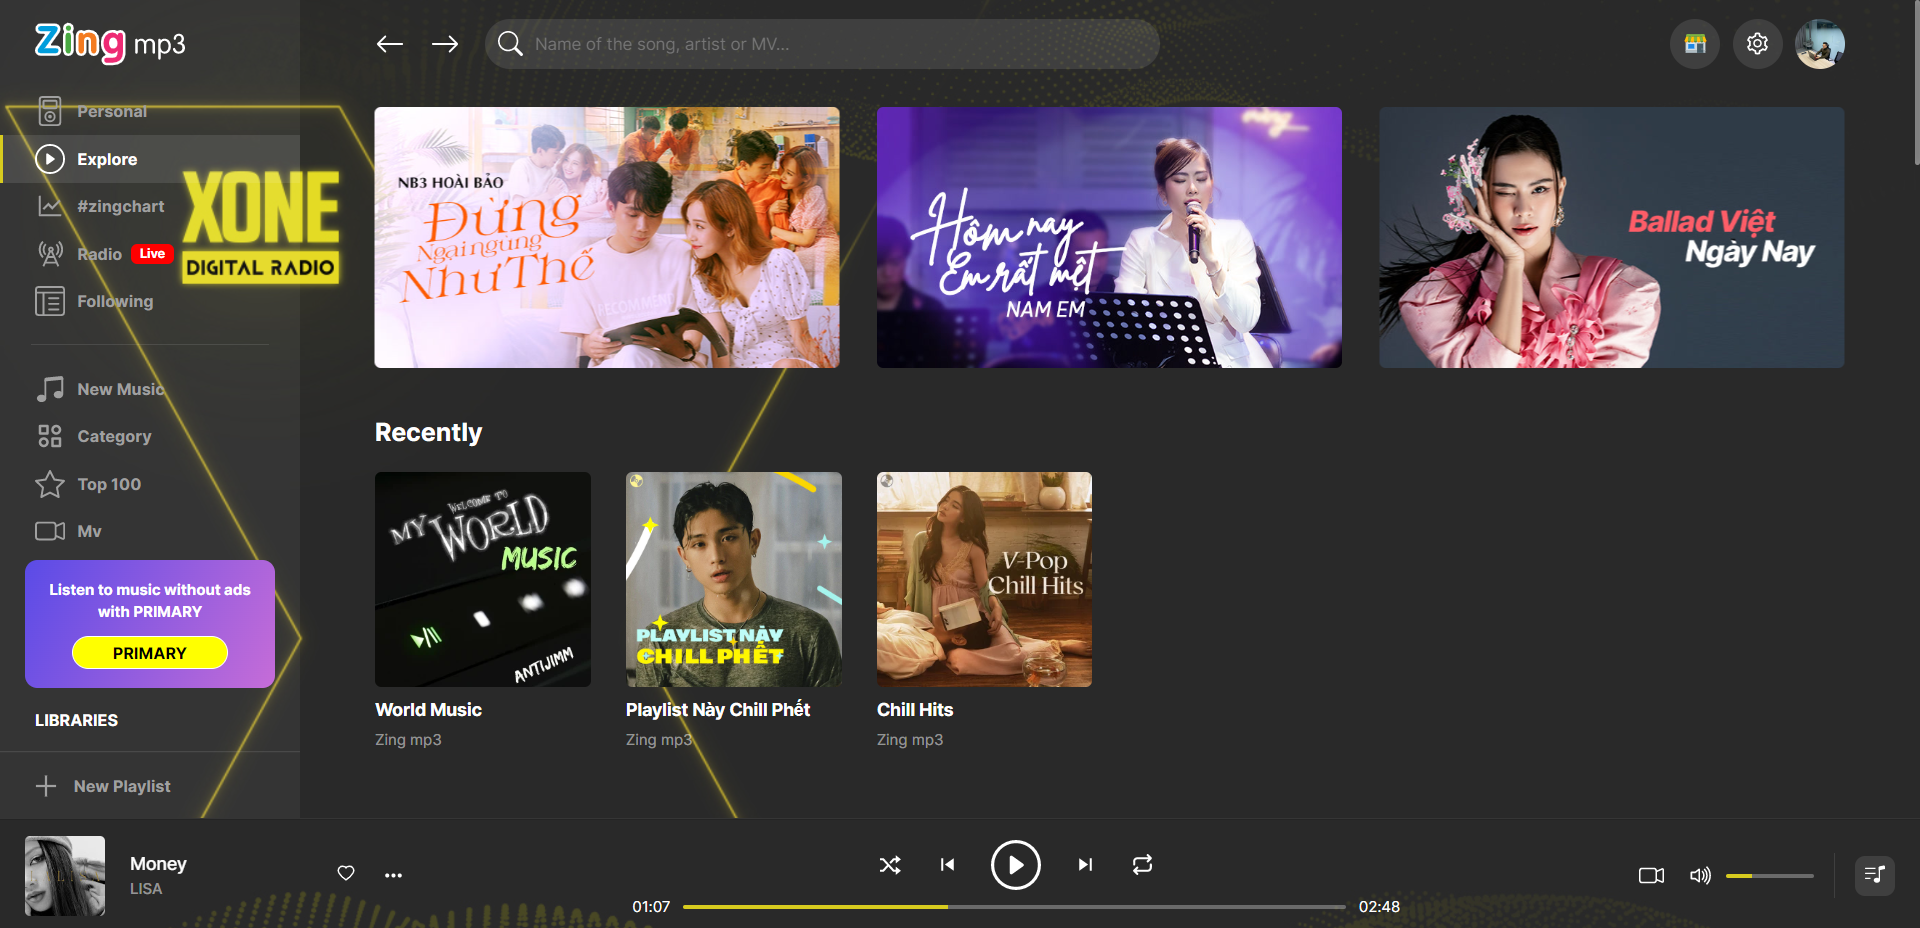 Zing mp3
Name of the song, artist or MV...
Personal
Explore
#zingchart
Radio Live
Following
XONE
DIGITAL RADIO
New Music
Category
Top 100
Mv
Listen to music without ads
with PRIMARY
PRIMARY
LIBRARIES
New Playlist
NB3 HOÀI BẢO
Đừng
Ngại ngùng
Như Thế
RECOMMENT
Hôm nay
Em rất mệt
NAM EM
Ballad Việt
Ngày Nay
Recently
WELCOME TO
MY WORLD
MUSIC
ANTIJIMM
World Music
Zing mp3
PLAYLIST NÀY
CHILL PHẾT
Playlist Này Chill Phết
Zing mp3
V-Pop
Chill Hits
Chill Hits
Zing mp3
Money
LISA
01:07
02:48